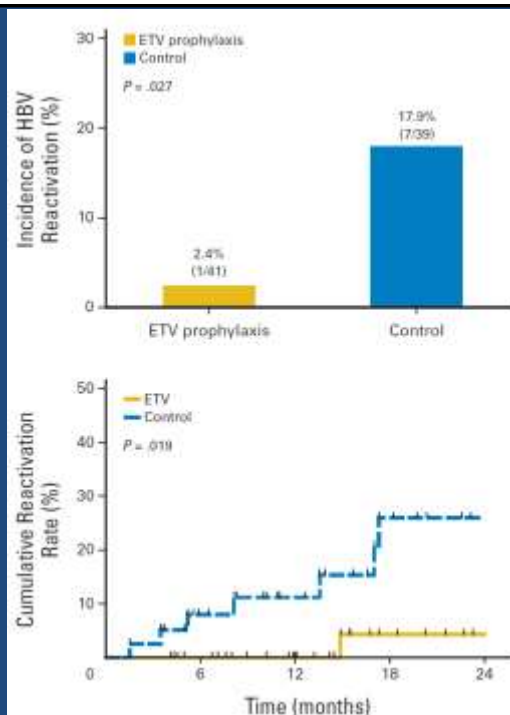 30
20
10
0
Incidence of HBV
Reactivation (%)
ETV prophylaxis
Control
P = .027
2.4%
(1/41)
17.9%
(7/39)
ETV prophylaxis
Control
50
40
30
20
10
Cumulative Reactivation
Rate (%)
ETV
Control
P = .019
0
6
12
18
24
Time (months)